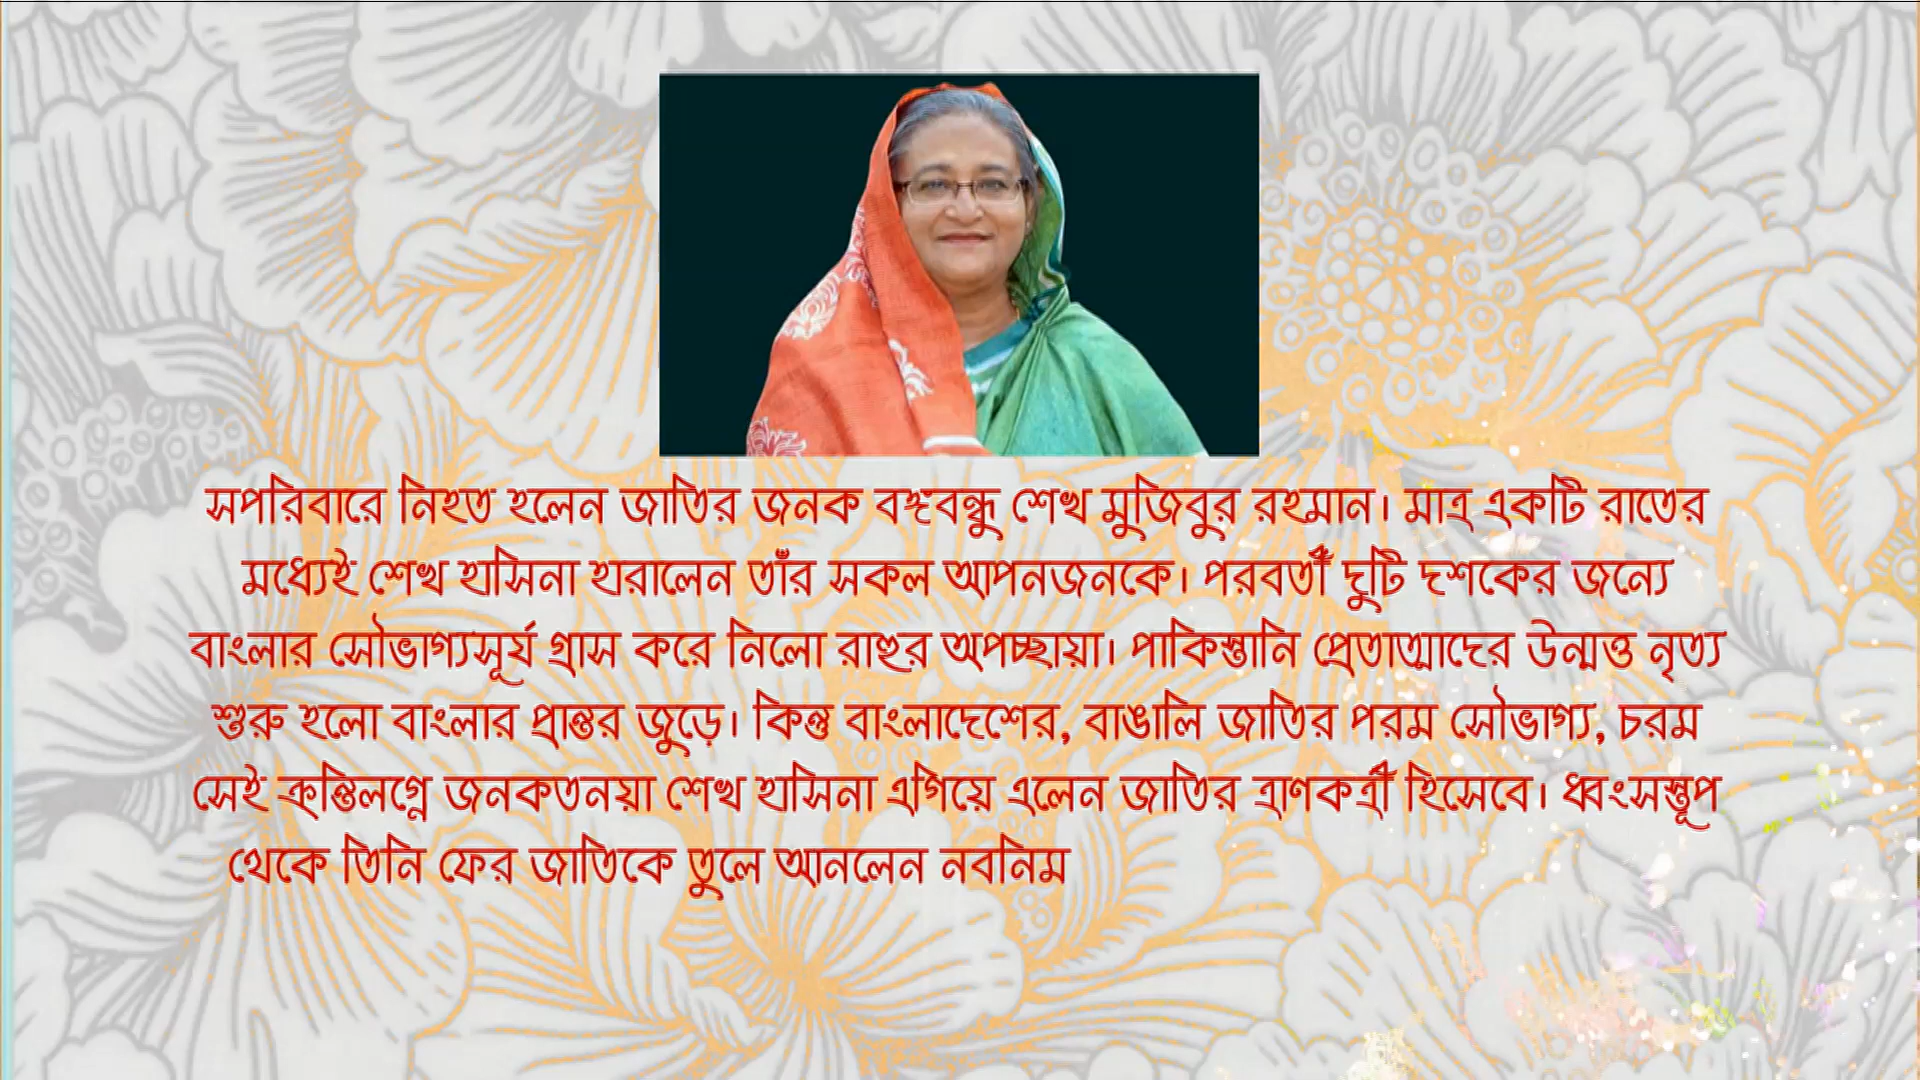 সপরিবারে নিহত হলেন জাতির জনক বঙ্গবন্ধু শেখ মুজিবুর রহমান। মাত্র একটি রাতের
মধ্যেই শেখ হাসিনা হারালেন তাঁর সকল আপনজনকে। পরবর্তী দুটি দশকের জন্যে
বাংলার সৌভাগ্যসূর্য গ্রাস করে নিলো রাহুর অপচ্ছায়া। পাকিস্তানি প্রেতাত্মাদের উন্মত্ত নৃত্য
শুরু হলো বাংলার প্রান্তর জুড়ে। কিন্তু বাংলাদেশের, বাঙালি জাতির পরম সৌভাগ্য, চরম
সেই ক্রন্তিলগ্নে জনকতনয়া শেখ হাসিনা এগিয়ে এলেন জাতির ত্রাণকর্ত্রী হিসেবে। ধ্বংসস্তূপ
থেকে তিনি ফের জাতিকে তুলে আনলেন নবনিম